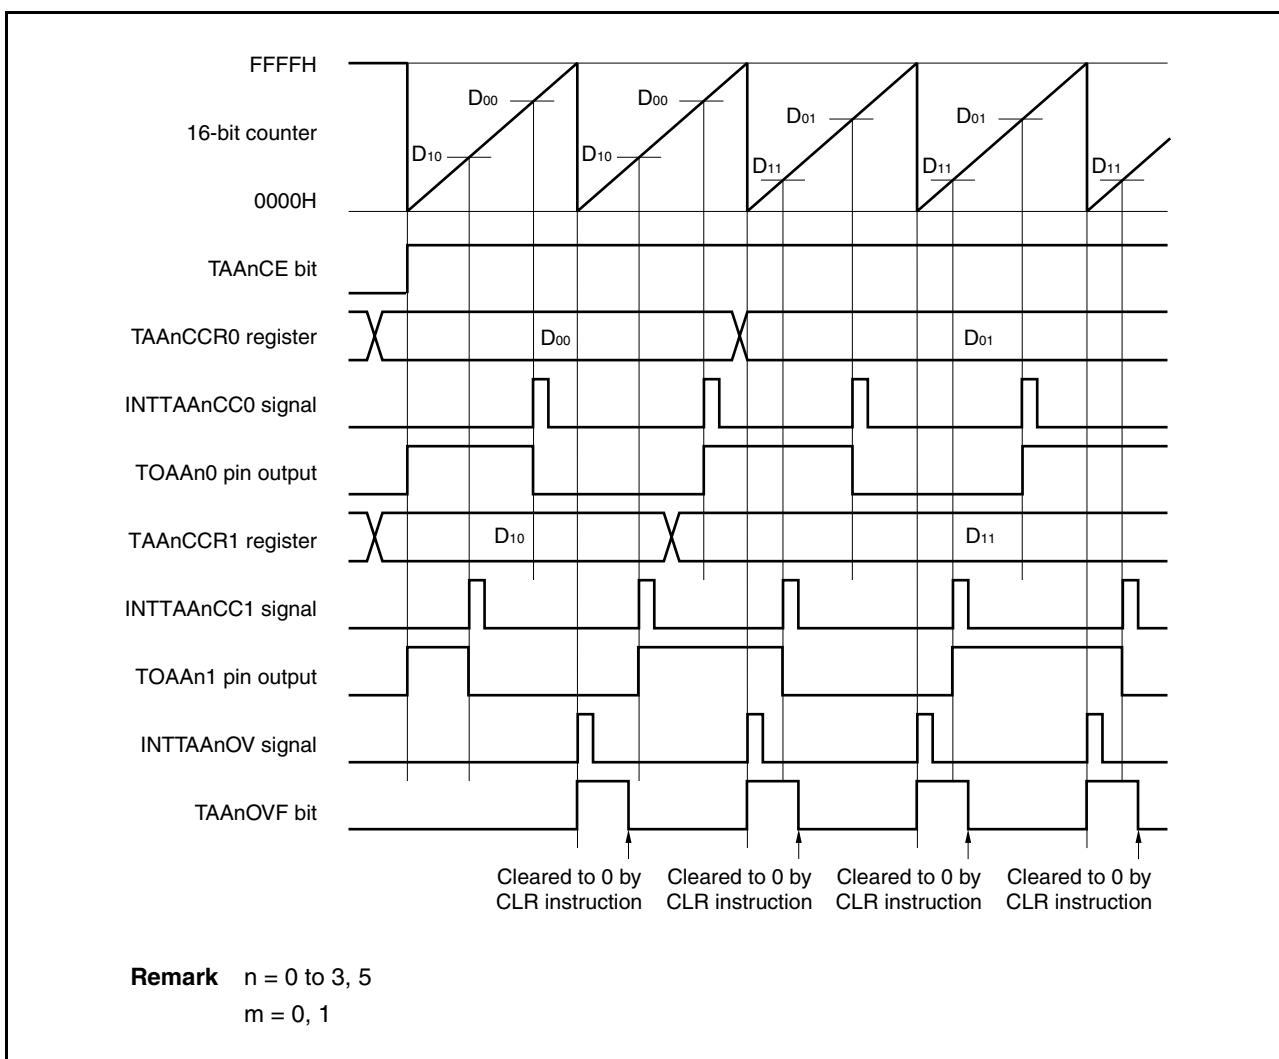 FFFFH
D00
D00
D01
D01
16-bit counter
D10
D10
D11
D11
D11
0000H
TAAnCE bit
TAAnCCR0 register
D00
D01
INTTAAnCC0 signal
TOAAn0 pin output
TAAnCCR1 register
D10
D11
INTTAAnCC1 signal
TOAAn1 pin output
INTTAAnOV signal
TAAnOVF bit
Cleared to 0 by
CLR instruction
Cleared to 0 by
CLR instruction
Cleared to 0 by
CLR instruction
Cleared to 0 by
CLR instruction
Remark n = 0 to 3, 5
m = 0, 1